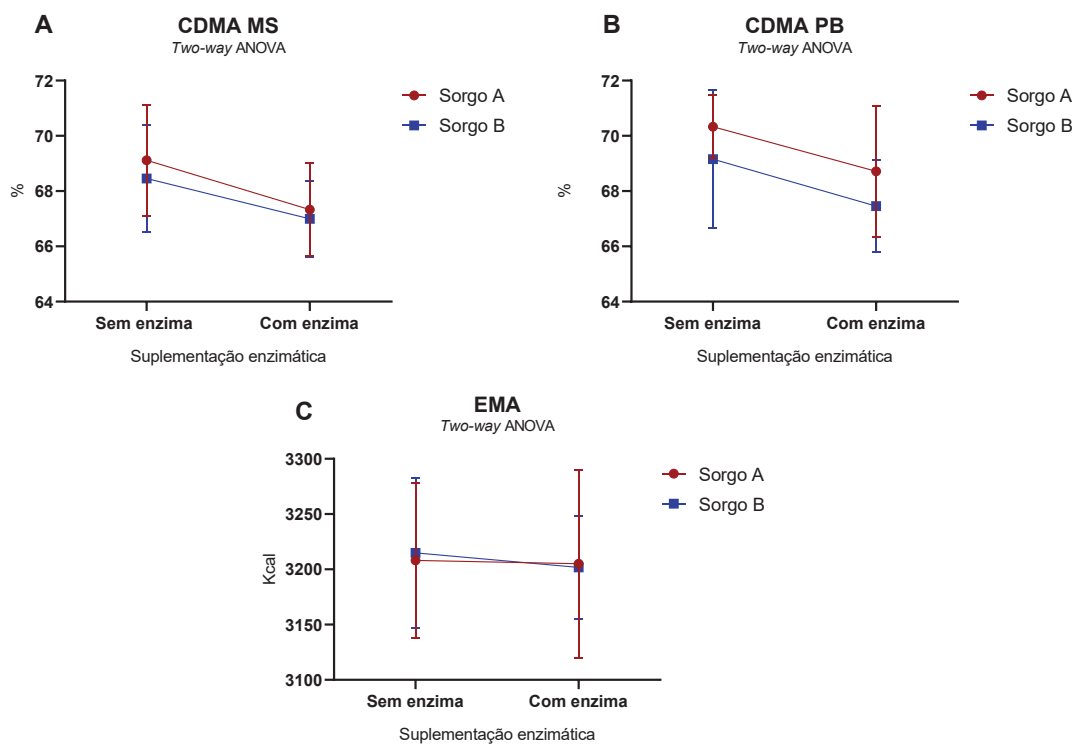 A
CDMA MS
Two-way ANOVA
72
70
68
66
64
%
Sem enzima
Com enzima
Suplementação enzimática
Sorgo A
Sorgo B
B
CDMA PB
Two-way ANOVA
72
70
68
66
64
%
Sem enzima
Com enzima
Suplementação enzimática
Sorgo A
Sorgo B
C
EMA
Two-way ANOVA
3300
3250
3200
3150
3100
Kcal
Sem enzima
Com enzima
Suplementação enzimática
Sorgo A
Sorgo B